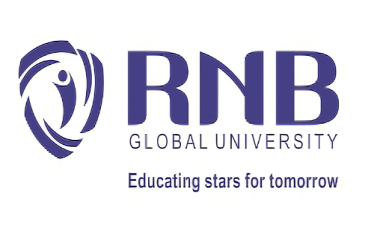 RNB
GLOBAL UNIVERSITY
Educating stars for tomorrow